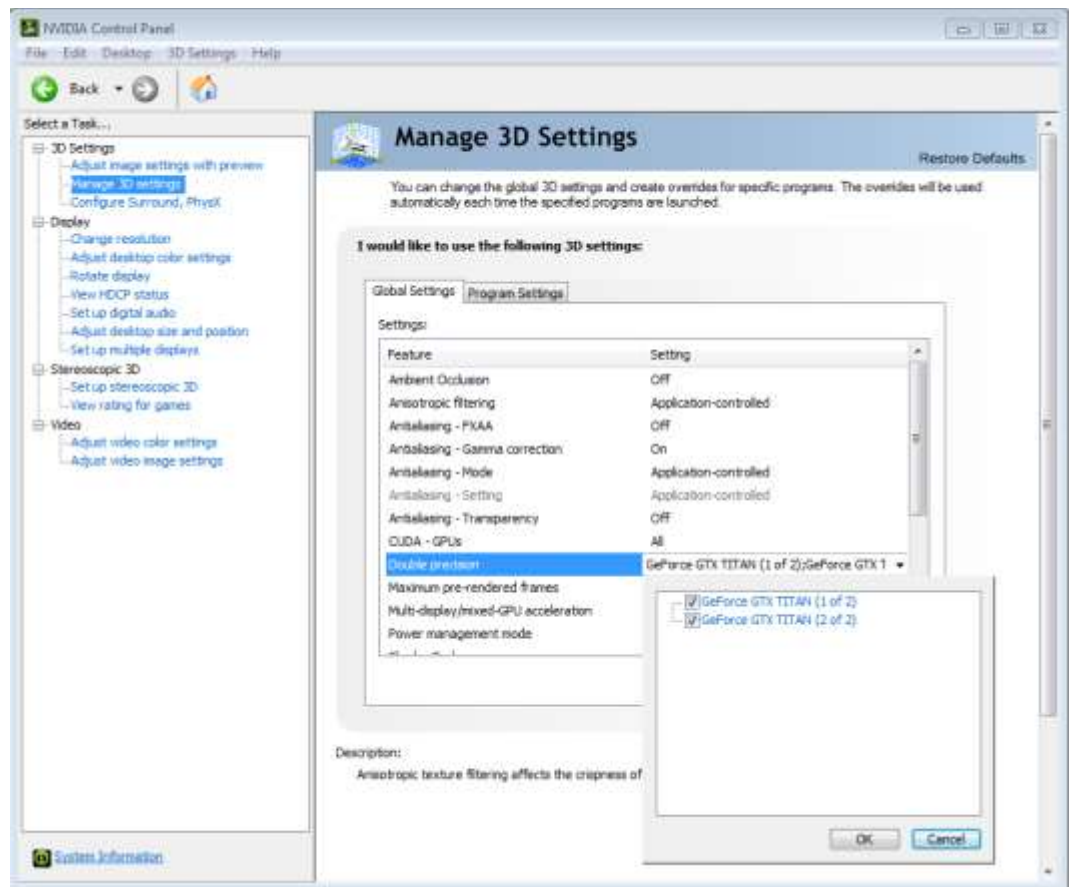 NVIDIA Control Panel
File Edit Desktop 3D Settings Help
Back
Select a Task...
3D Settings
Adjust image settings with preview
Manage 3D settings
Configure Surround, PhysX
Display
Change resolution
Adjust desktop color settings
Rotate display
View HDCP status
Set up digital audio
Adjust desktop size and position
Set up multiple displays
Stereoscopic 3D
Set up stereoscopic 3D
View rating for games
Video
Adjust video color settings
Adjust video image settings
System Information
Manage 3D Settings
Restore Defaults
You can change the global 3D settings and create overrides for specific programs. The overrides will be used
automatically each time the specified programs are launched.
I would like to use the following 3D settings:
Global Settings Program Settings
Settings:
Feature Setting
Ambient Occlusion Off
Anisotropic filtering Application-controlled
Antialiasing - FXAA Off
Antialiasing - Gamma correction On
Antialiasing - Mode Application-controlled
Antialiasing - Setting Application-controlled
Antialiasing - Transparency Off
CUDA - GPUs All
Double precision GeForce GTX TITAN (1 of 2);GeForce GTX T
Maximum pre-rendered frames
Multi-display/mixed-GPU acceleration
Power management mode
GeForce GTX TITAN (1 of 2)
GeForce GTX TITAN (2 of 2)
OK Cancel
Description:
Anisotropic texture filtering affects the crispness of